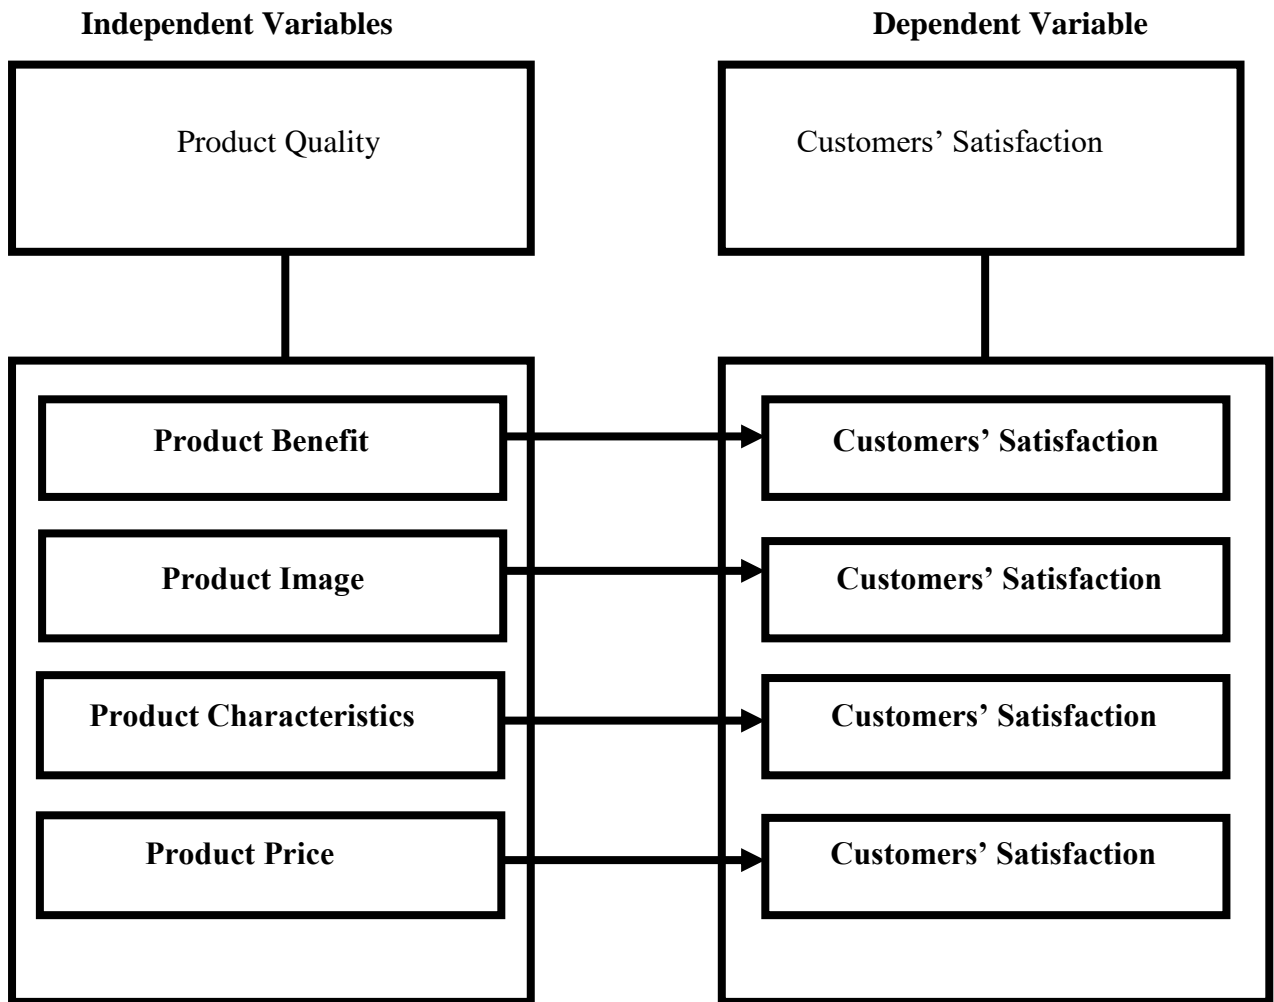 Independent Variables
Dependent Variable
Product Quality
Customers’ Satisfaction
Product Benefit
Customers’ Satisfaction
Product Image
Customers’ Satisfaction
Product Characteristics
Customers’ Satisfaction
Product Price
Customers’ Satisfaction